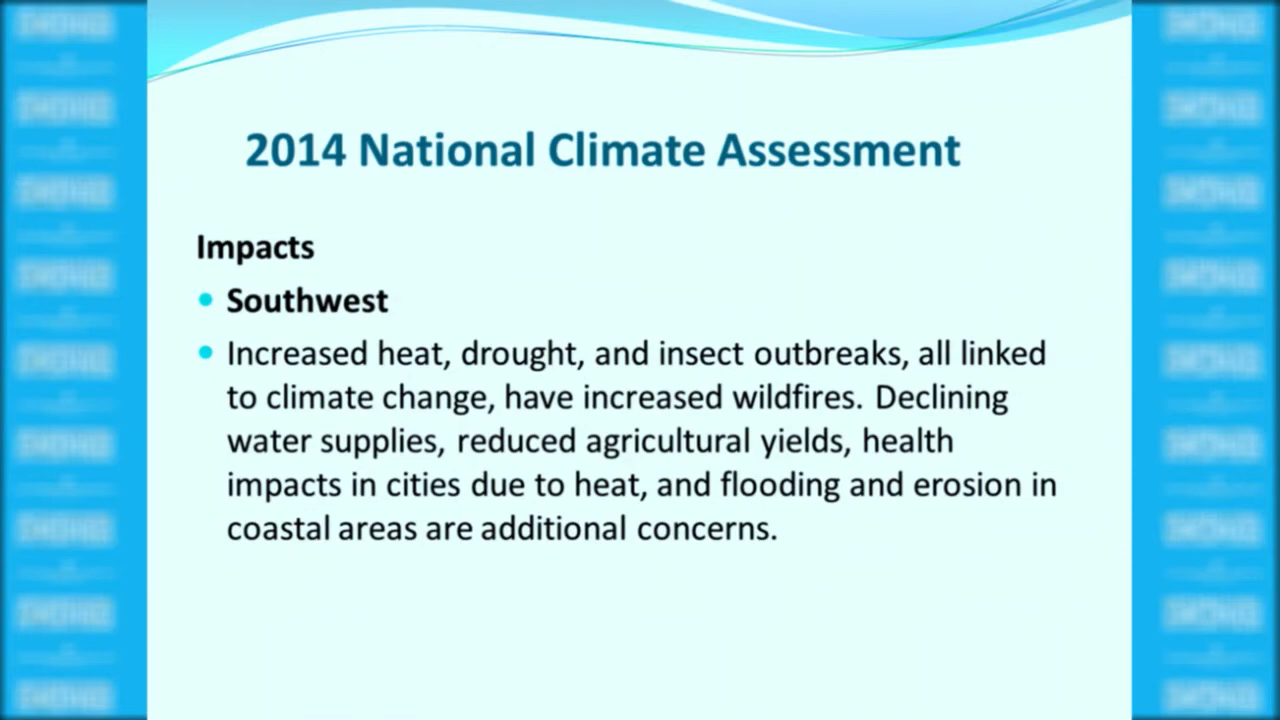 2014 National Climate Assessment
Impacts
• Southwest
• Increased heat, drought, and insect outbreaks, all linked
to climate change, have increased wildfires. Declining
water supplies, reduced agricultural yields, health
impacts in cities due to heat, and flooding and erosion in
coastal areas are additional concerns.